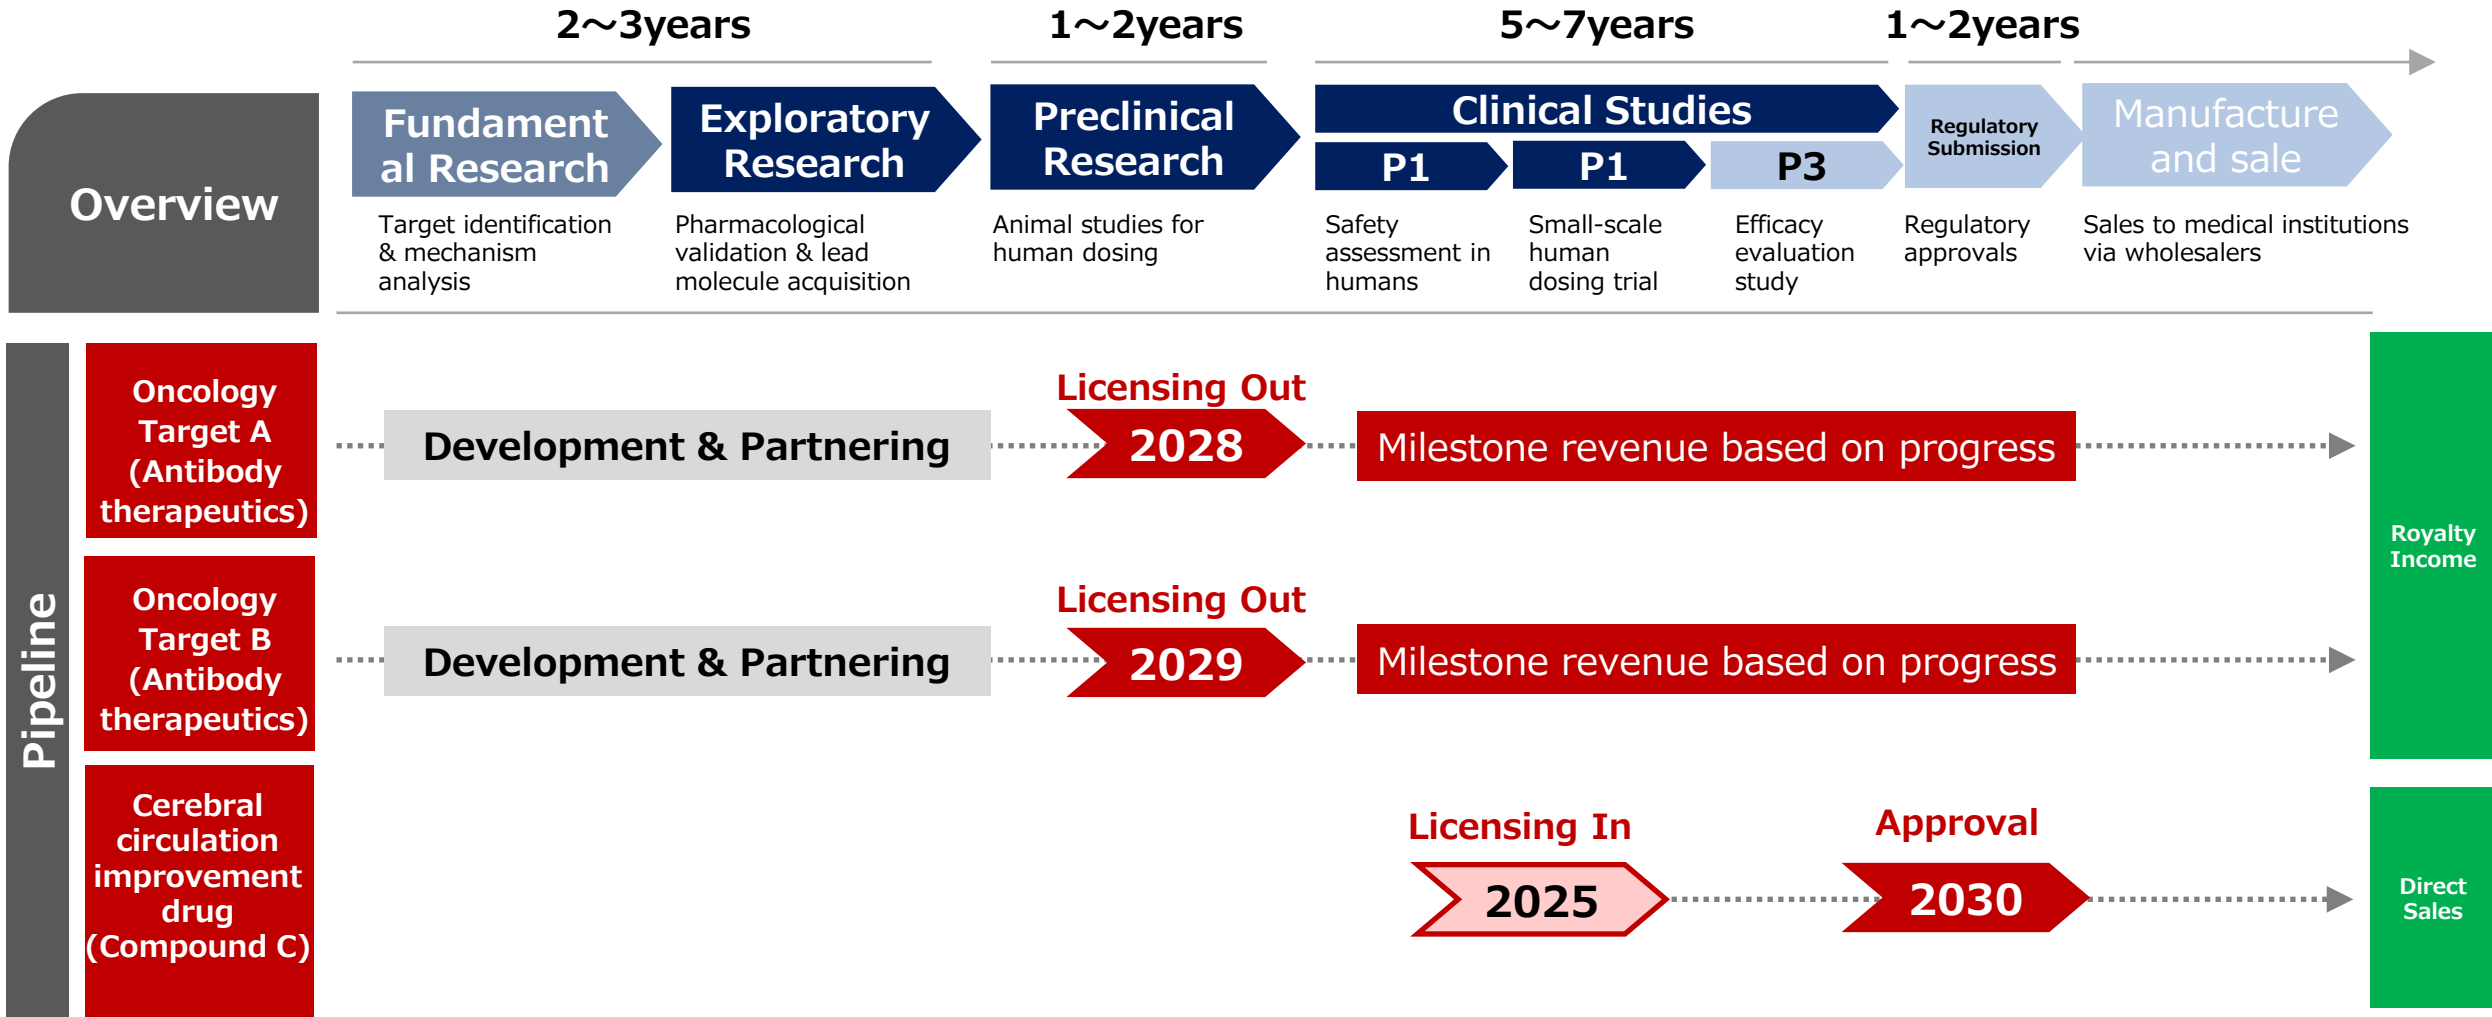 2～3years
1～2years
5～7years
1～2years
Overview
Fundament
al Research
Exploratory
Research
Preclinical
Research
Clinical Studies
P1
P1
P3
Regulatory
Submission
Manufacture
and sale
Target identification
& mechanism
analysis
Pharmacological
validation & lead
molecule acquisition
Animal studies for
human dosing
Safety
assessment in
humans
Small-scale
human
dosing trial
Efficacy
evaluation
study
Regulatory
approvals
Sales to medical institutions
via wholesalers
Pipeline
Oncology
Target A
(Antibody
therapeutics)
Development & Partnering
Licensing Out
2028
Milestone revenue based on progress
Royalty
Income
Oncology
Target B
(Antibody
therapeutics)
Development & Partnering
Licensing Out
2029
Milestone revenue based on progress
Cerebral
circulation
improvement
drug
(Compound C)
Licensing In
2025
Approval
2030
Direct
Sales